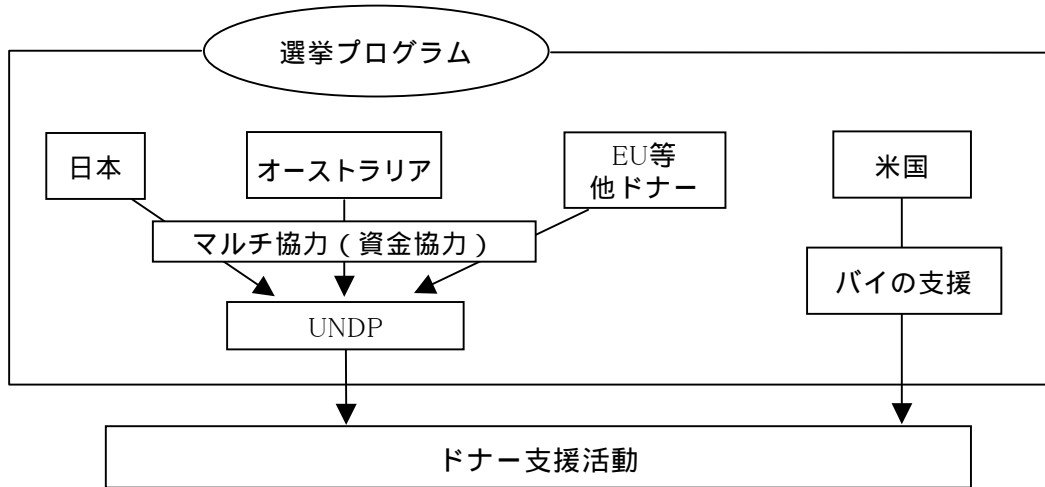 選挙プログラム
日本
オーストラリア
EU等
他ドナー
米国
マルチ協力(資金協力)
バイの支援
UNDP
ドナー支援活動